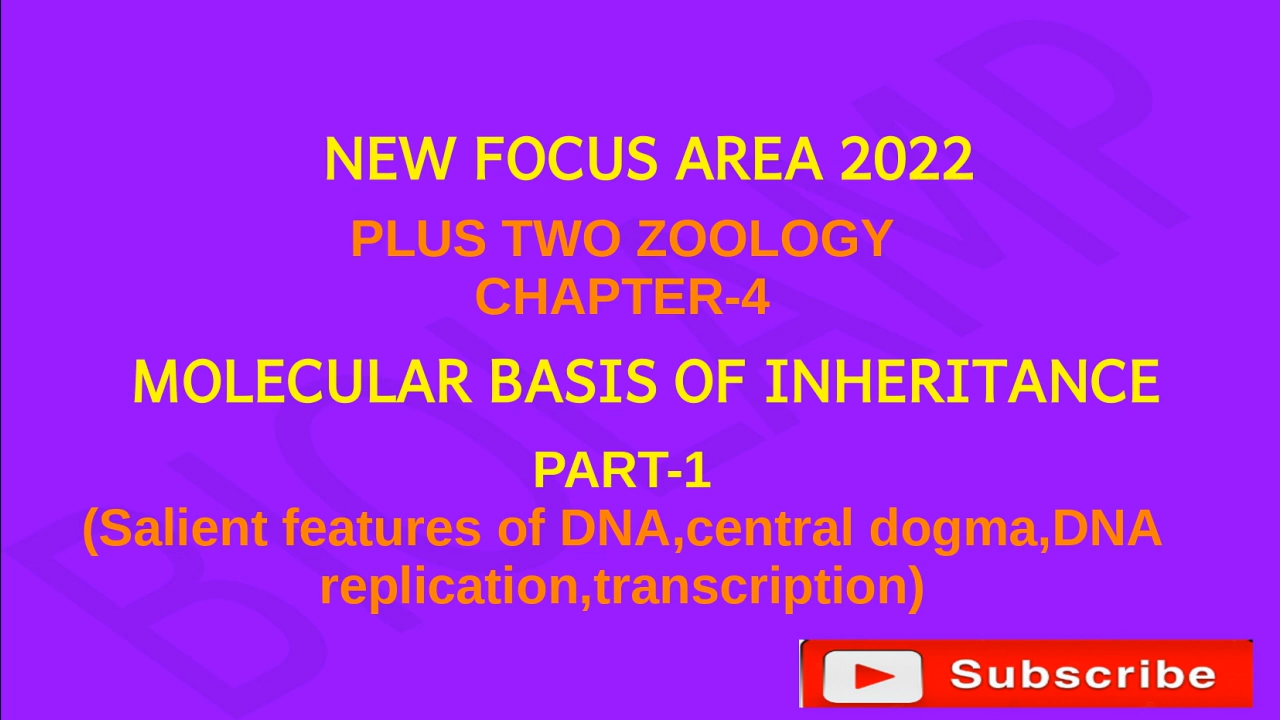 NEW FOCUS AREA 2022
PLUS TWO ZOOLOGY
CHAPTER-4
MOLECULAR BASIS OF INHERITANCE
PART-1
(Salient features of DNA,central dogma,DNA
replication,transcription)
Subscribe
BIOLAMP